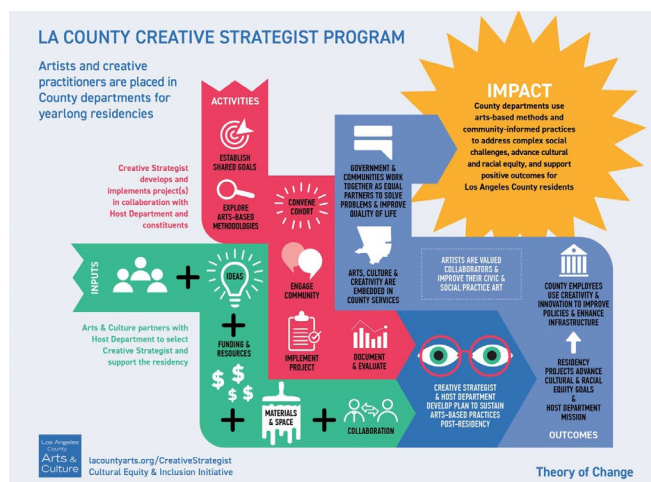 LA COUNTY CREATIVE STRATEGIST PROGRAM
Artists and creative
practitioners are placed in
County departments for
yearlong residencies
ACTIVITIES
ESTABLISH
SHARED GOALS
EXPLORE
ARTS-BASED
METHODOLOGIES
CONVENE
COHORT
ENGAGE
COMMUNITY
IMPLEMENT
PROJECT
DOCUMENT
& EVALUATE
Creative Strategist
develops and
implements project(s)
in collaboration with
Host Department and
constituents
INPUTS
IDEAS
FUNDING &
RESOURCES
$ $ $
$ $
MATERIALS
& SPACE
COLLABORATION
Arts & Culture partners with
Host Department to select
Creative Strategist and
support the residency
CREATIVE STRATEGIST
& HOST DEPARTMENT
DEVELOP PLAN TO SUSTAIN
ARTS-BASED PRACTICES
POST-RESIDENCY
OUTCOMES
RESIDENCY
PROJECTS ADVANCE
CULTURAL & RACIAL
EQUITY GOALS
&
HOST DEPARTMENT
MISSION
COUNTY EMPLOYEES
USE CREATIVITY &
INNOVATION TO IMPROVE
POLICIES & ENHANCE
INFRASTRUCTURE
ARTISTS ARE VALUED
COLLABORATORS &
IMPROVE THEIR CIVIC &
SOCIAL PRACTICE ART
ARTS, CULTURE &
CREATIVITY ARE
EMBEDDED IN
COUNTY SERVICES
GOVERNMENT &
COMMUNITIES WORK
TOGETHER AS EQUAL
PARTNERS TO SOLVE
PROBLEMS & IMPROVE
QUALITY OF LIFE
IMPACT
County departments use
arts-based methods and
community-informed practices
to address complex social
challenges, advance cultural
and racial equity, and support
positive outcomes for
Los Angeles County residents
Los Angeles
County
Arts &
Culture
lacountyarts.org/CreativeStrategist
Cultural Equity & Inclusion Initiative
Theory of Change